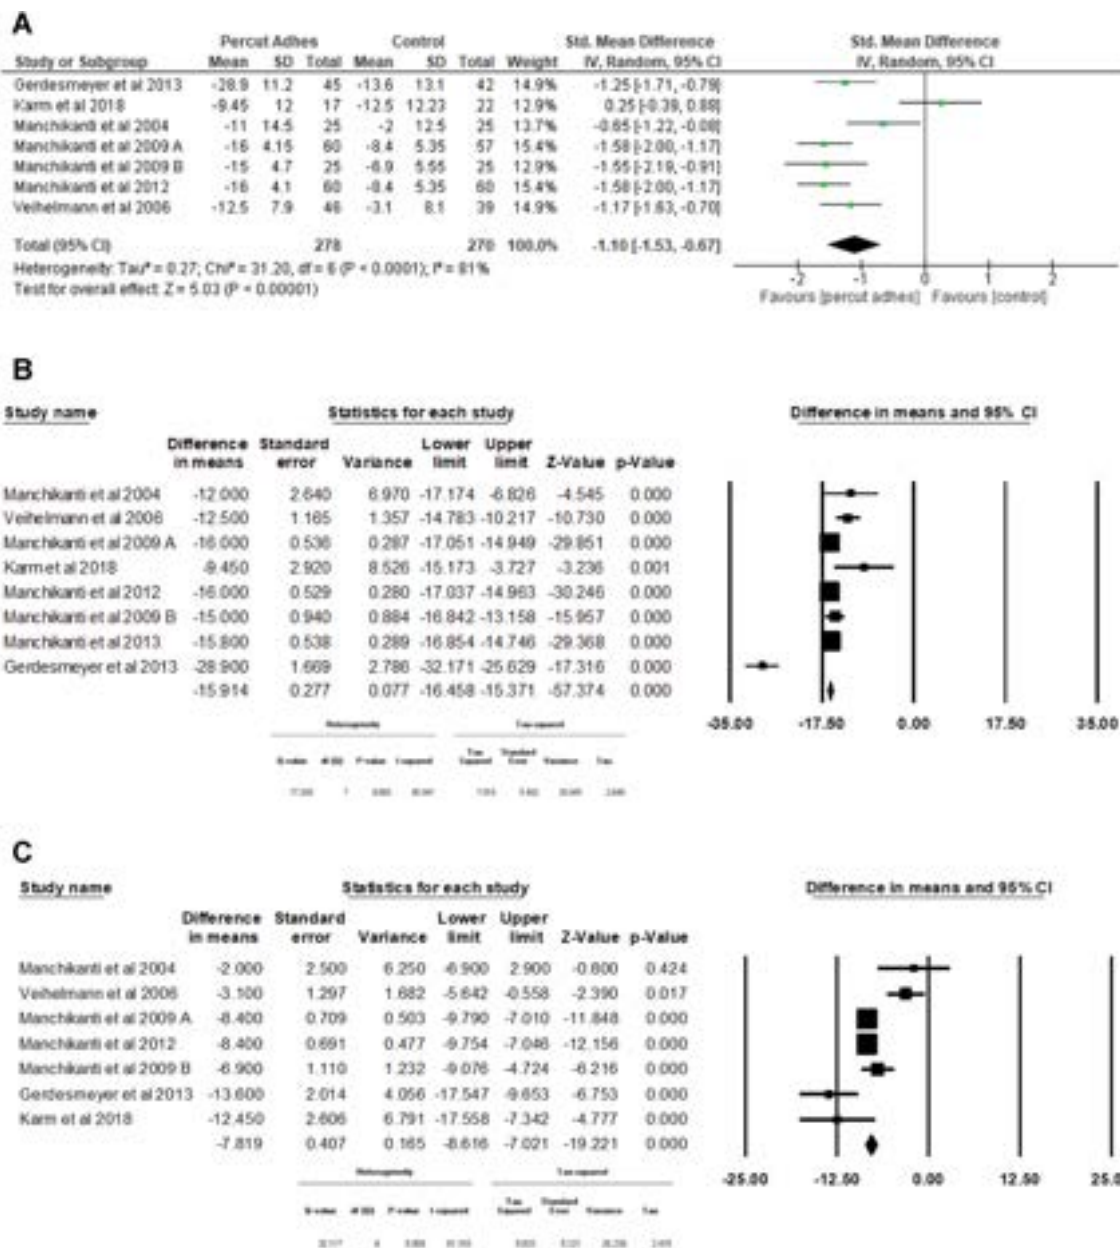 A
Percut Adhes Control Std. Mean Difference Std. Mean Difference
Study or Subgroup Mean SD Total Mean SD Total Weight IV, Random, 95% CI IV, Random, 95% CI
Gerdesmeyer et al 2013 -28.9 11.2 45 -13.6 13.1 42 14.9% -1.25 [-1.71, -0.79]
Karm et al 2018 -9.45 12 17 -12.5 12.23 22 12.9% 0.25 [-0.39, 0.88]
Manchikanti et al 2004 -11 14.5 25 -2 12.5 25 13.7% -0.65 [-1.22, -0.08]
Manchikanti et al 2009 A -16 4.15 60 -8.4 5.35 57 15.4% -1.58 [-2.00, -1.17]
Manchikanti et al 2009 B -15 4.7 25 -6.9 5.55 25 12.9% -1.55 [-2.19, -0.91]
Manchikanti et al 2012 -16 4.1 60 -8.4 5.35 60 15.4% -1.58 [-2.00, -1.17]
Veihelmann et al 2006 -12.5 7.9 46 -3.1 8.1 39 14.9% -1.17 [-1.63, -0.70]
Total (95% CI) 278 270 100.0% -1.10 [-1.53, -0.67]
Heterogeneity: Tau² = 0.27; Chi² = 31.20, df = 6 (P < 0.0001); I² = 81%
Test for overall effect: Z = 5.03 (P < 0.00001)
-2 -1 0 1 2
Favours [percut adhes] Favours [control]
B
Study name Statistics for each study Difference in means and 95% CI
Difference Standard Lower Upper
in means error Variance limit limit Z-Value p-Value
Manchikanti et al 2004 -12.000 2.640 6.970 -17.174 -6.826 -4.545 0.000
Veihelmann et al 2006 -12.500 1.165 1.357 -14.783 -10.217 -10.730 0.000
Manchikanti et al 2009 A -16.000 0.536 0.287 -17.051 -14.949 -29.851 0.000
Karm et al 2018 -9.450 2.920 8.526 -15.173 -3.727 -3.236 0.001
Manchikanti et al 2012 -16.000 0.529 0.280 -17.037 -14.963 -30.246 0.000
Manchikanti et al 2009 B -15.000 0.940 0.884 -16.842 -13.158 -15.957 0.000
Manchikanti et al 2013 -15.800 0.538 0.289 -16.854 -14.746 -29.368 0.000
Gerdesmeyer et al 2013 -28.900 1.669 2.786 -32.171 -25.629 -17.316 0.000
-15.914 0.277 0.077 -16.458 -15.371 -57.374 0.000
-35.00 -17.50 0.00 17.50 35.00
Heterogeneity Tau-squared
Tau Standard
Q-value df (Q) P-value I-squared Squared Error Variance Tau
C
Study name Statistics for each study Difference in means and 95% CI
Difference Standard Lower Upper
in means error Variance limit limit Z-Value p-Value
Manchikanti et al 2004 -2.000 2.500 6.250 -6.900 2.900 -0.800 0.424
Veihelmann et al 2006 -3.100 1.297 1.682 -5.642 -0.558 -2.390 0.017
Manchikanti et al 2009 A -8.400 0.709 0.503 -9.790 -7.010 -11.848 0.000
Manchikanti et al 2012 -8.400 0.691 0.477 -9.754 -7.046 -12.156 0.000
Manchikanti et al 2009 B -6.900 1.110 1.232 -9.076 -4.724 -6.216 0.000
Gerdesmeyer et al 2013 -13.600 2.014 4.056 -17.547 -9.653 -6.753 0.000
Karm et al 2018 -12.450 2.606 6.791 -17.558 -7.342 -4.777 0.000
-7.819 0.407 0.165 -8.616 -7.021 -19.221 0.000
-25.00 -12.50 0.00 12.50 25.0
Heterogeneity Tau-squared
Tau Standard
Q-value df (Q) P-value I-squared Squared Error Variance Tau